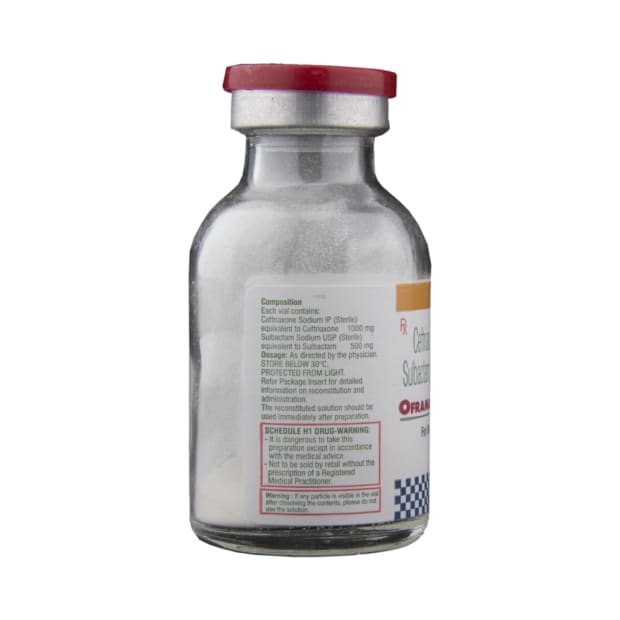 Composition
Each vial contains:
Ceftriaxone Sodium IP (Sterile)
equivalent to Ceftriaxone 1000 mg
Sulbactam Sodium USP (Sterile)
equivalent to Sulbactam 500 mg
Dosage: As directed by the physician.
STORE BELOW 30°C,
PROTECTED FROM LIGHT.
Refer Package Insert for detailed
information on reconstitution and
administration.
The reconstituted solution should be
used immediately after preparation.
SCHEDULE H1 DRUG-WARNING:
- It is dangerous to take this
preparation except in accordance
with the medical advice.
- Not to be sold by retail without the
prescription of a Registered
Medical Practitioner.
Warning : If any particle is visible in the vial
after dissolving the contents, please do not
use the solution.
Rx
Ceftria
Sulbactam
OFRAMA
For